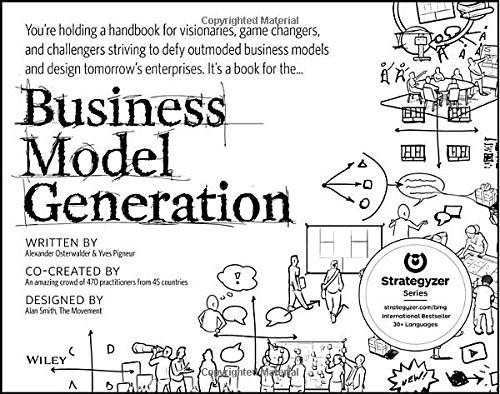 Copyrighted Material
You're holding a handbook for visionaries, game changers,
and challengers striving to defy outmoded business models
and design tomorrow's enterprises. It's a book for the...
Business
Model
Generation
WRITTEN BY
Alexander Osterwalder & Yves Pigneur
CO-CREATED BY
An amazing crowd of 470 practitioners from 45 countries
DESIGNED BY
Alan Smith, The Movement
Strategyzer
Series
strategyzer.com/bmg
International Bestseller
30+ Languages
WILEY
C
D
A
B
NEW!
Copyrighted Material